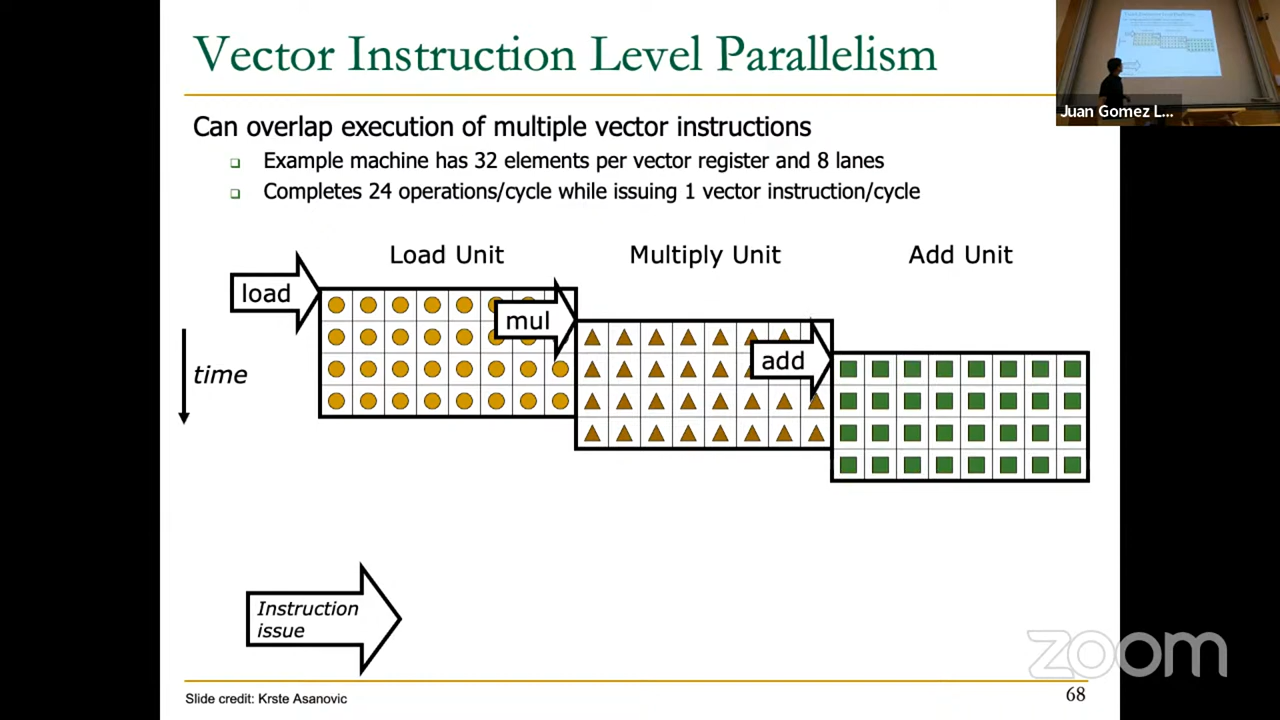 Vector Instruction Level Parallelism
Juan Gomez L...
Can overlap execution of multiple vector instructions
Example machine has 32 elements per vector register and 8 lanes
Completes 24 operations/cycle while issuing 1 vector instruction/cycle
Load Unit
Multiply Unit
Add Unit
load
mul
add
time
Instruction
issue
zoom
Slide credit: Krste Asanovic
68